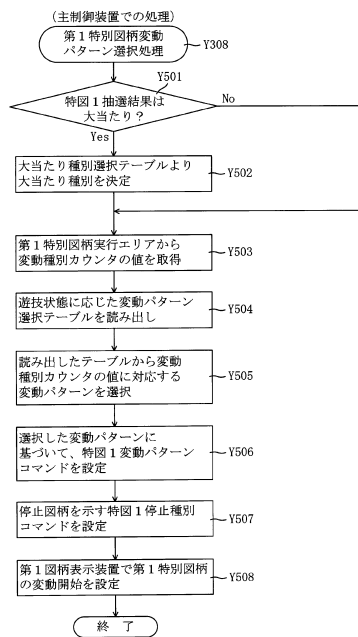 (主制御装置での処理)
第１特別図柄変動
パターン選択処理
Y308
Y501
特図１抽選結果は
大当たり？
No
Yes
大当たり種別選択テーブルより
大当たり種別を決定
Y502
第１特別図柄実行エリアから
変動種別カウンタの値を取得
Y503
遊技状態に応じた変動パターン
選択テーブルを読み出し
Y504
読み出したテーブルから変動
種別カウンタの値に対応する
変動パターンを選択
Y505
選択した変動パターンに
基づいて、特図１変動パターン
コマンドを設定
Y506
停止図柄を示す特図１停止種別
コマンドを設定
Y507
第１図柄表示装置で第１特別図柄
の変動開始を設定
Y508
終 了